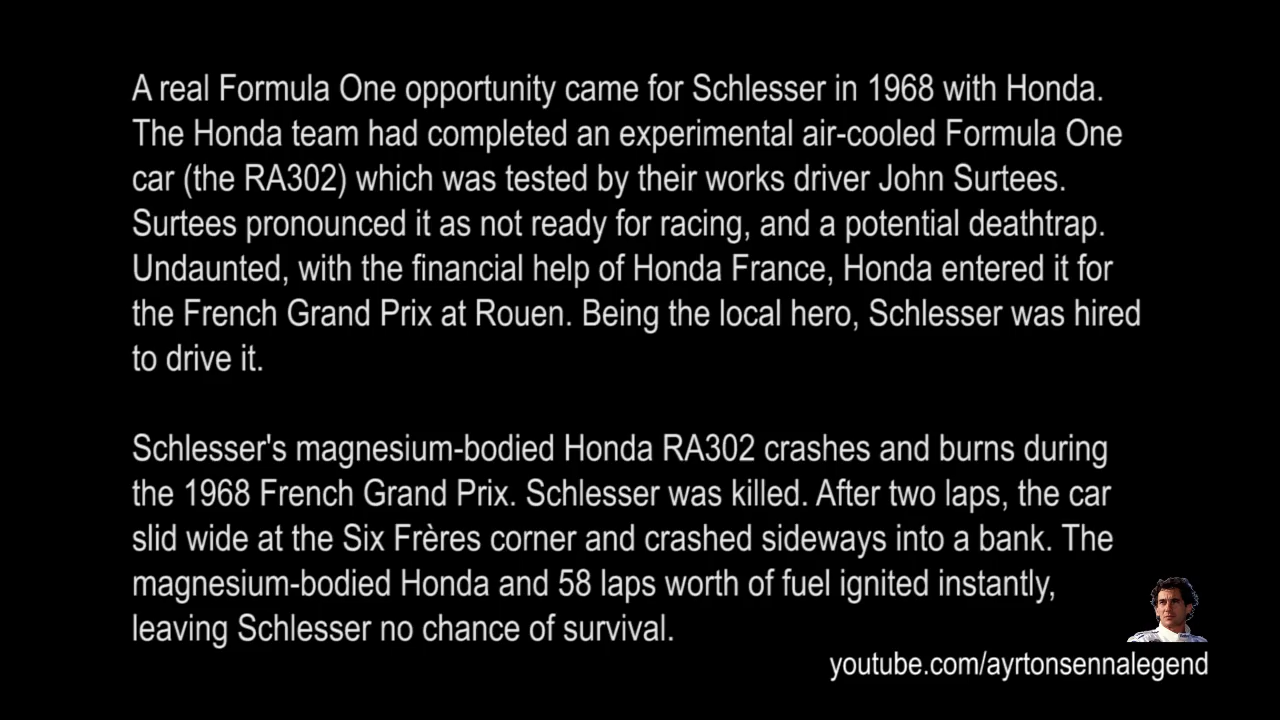 A real Formula One opportunity came for Schlesser in 1968 with Honda.
The Honda team had completed an experimental air-cooled Formula One
car (the RA302) which was tested by their works driver John Surtees.
Surtees pronounced it as not ready for racing, and a potential deathtrap.
Undaunted, with the financial help of Honda France, Honda entered it for
the French Grand Prix at Rouen. Being the local hero, Schlesser was hired
to drive it.
Schlesser's magnesium-bodied Honda RA302 crashes and burns during
the 1968 French Grand Prix. Schlesser was killed. After two laps, the car
slid wide at the Six Frères corner and crashed sideways into a bank. The
magnesium-bodied Honda and 58 laps worth of fuel ignited instantly,
leaving Schlesser no chance of survival.
youtube.com/ayrtonsennalegend